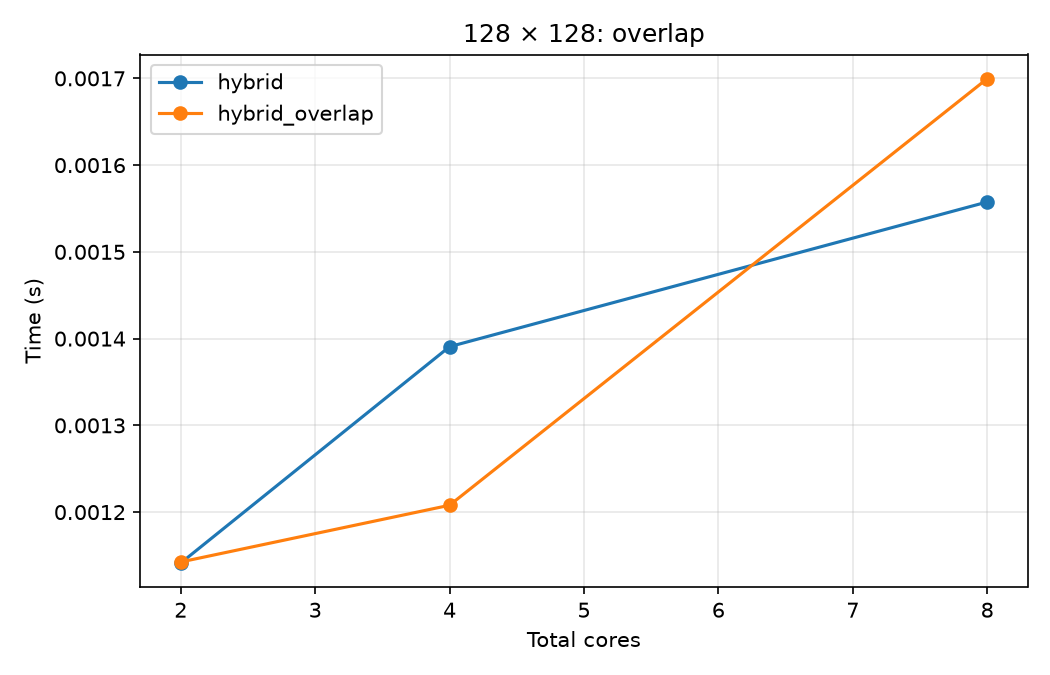 128 × 128: overlap
hybrid
hybrid_overlap
0.0017
0.0016
0.0015
0.0014
0.0013
0.0012
Time (s)
2 3 4 5 6 7 8
Total cores